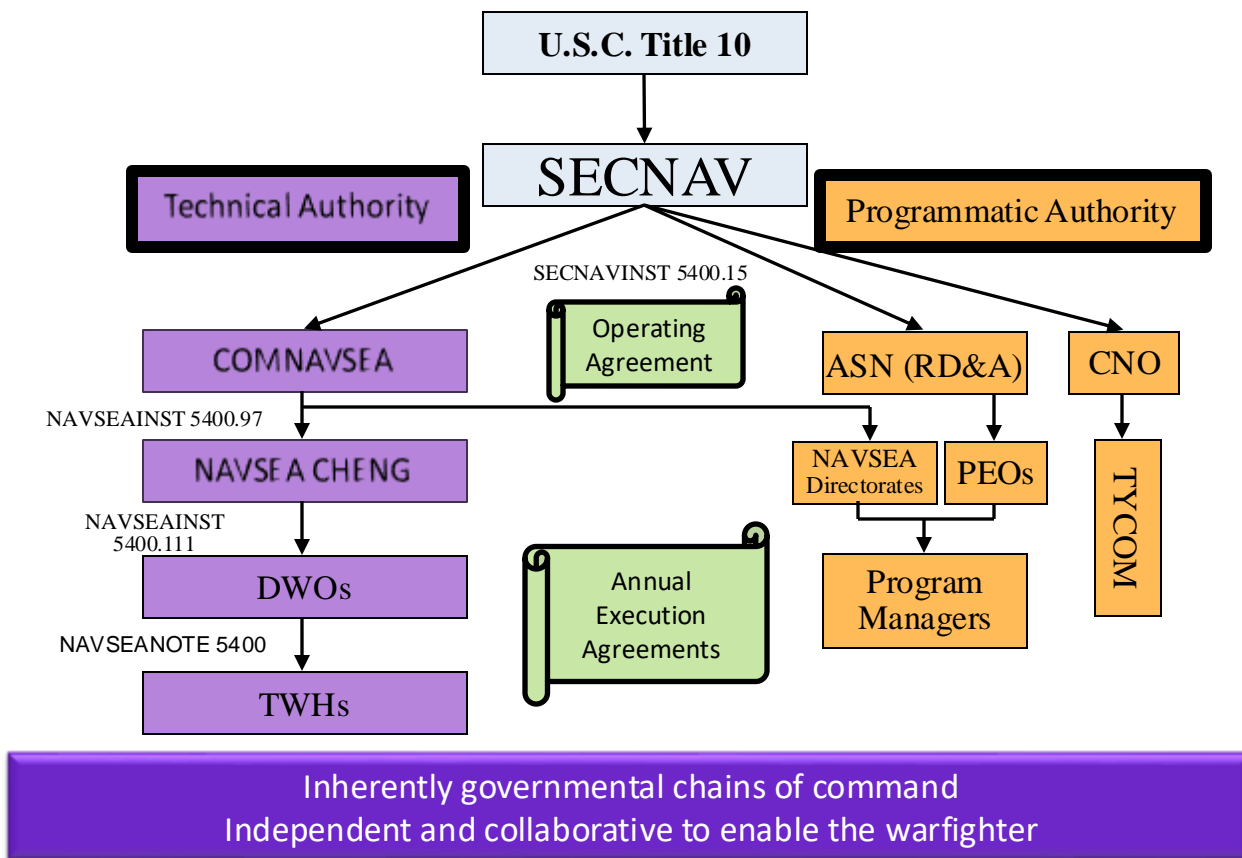 U.S.C. Title 10
SECNAV
Technical Authority
Programmatic Authority
SECNAVINST 5400.15
Operating
Agreement
COMNAVSEA
ASN (RD&A)
CNO
NAVSEAINST 5400.97
NAVSEA CHENG
NAVSEA
Directorates
PEOs
TYCOM
NAVSEAINST
5400.111
DWOs
Annual
Execution
Agreements
Program
Managers
NAVSEANOTE 5400
TWHs
Inherently governmental chains of command
Independent and collaborative to enable the warfighter